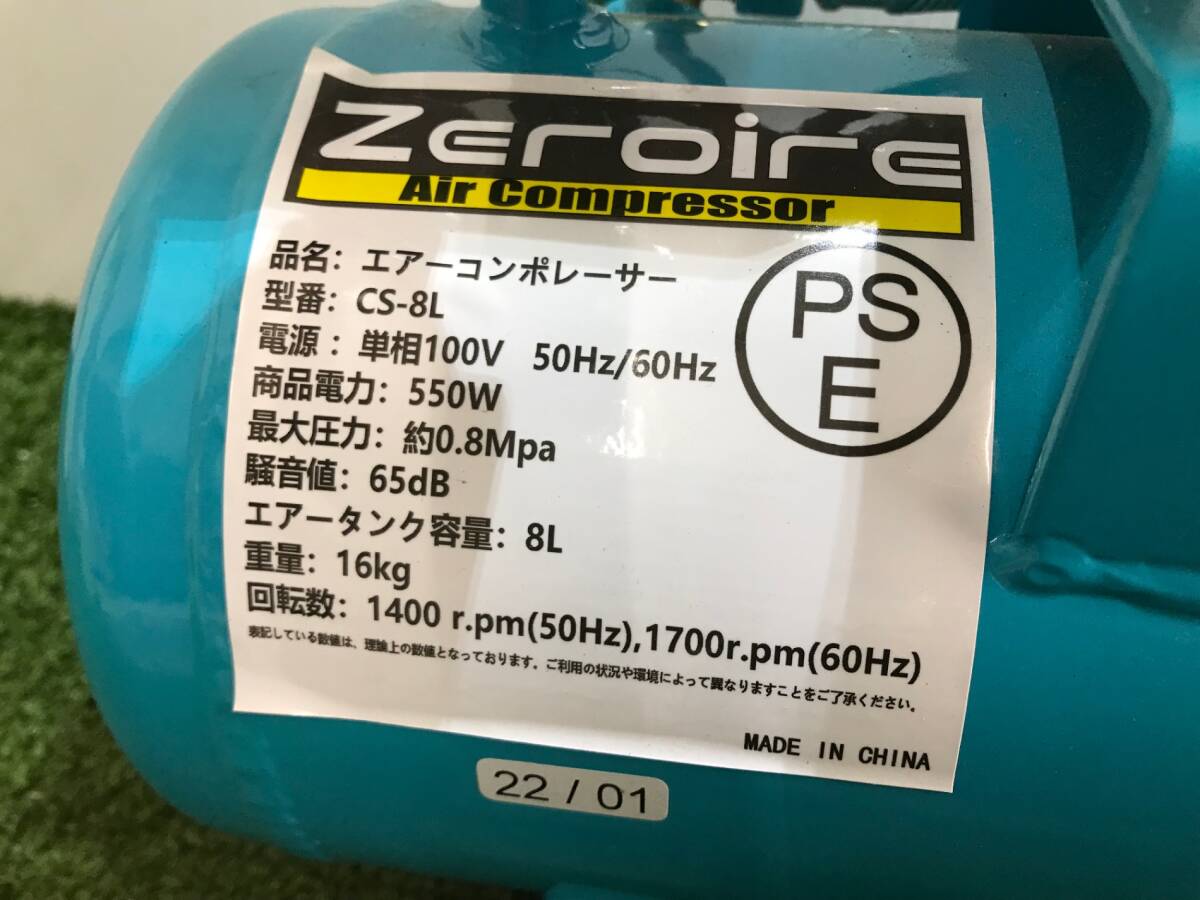 Zeroire
Air Compressor
品名：エアーコンポレーサー
型番：CS-8L
電源：単相100V 50Hz/60Hz
商品電力：550W
最大圧力：約0.8Mpa
騒音値：65dB
エアータンク容量：8L
重量：16kg
回転数：1400 r.pm(50Hz),1700r.pm(60Hz)
表記している数値は、理論上の数値となっております。ご利用の状況や環境によって異なりますことをご了承ください。
PS
E
MADE IN CHINA
22 / 01